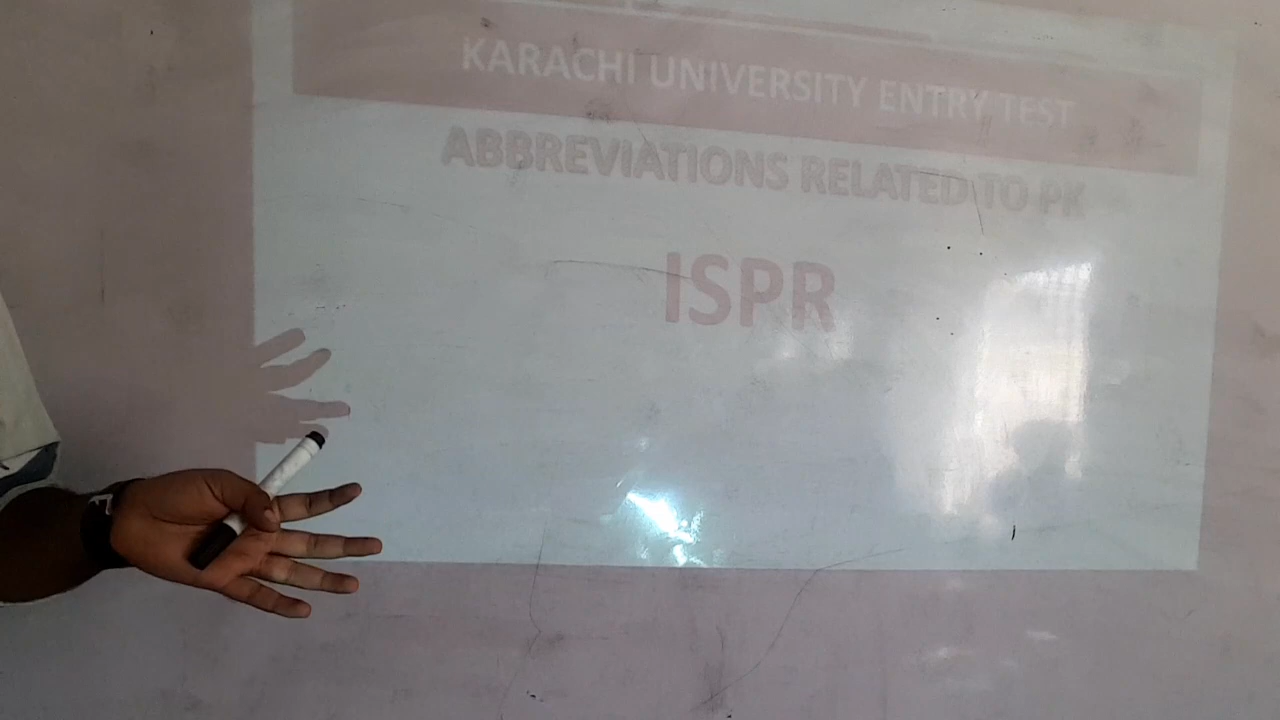 KARACHI UNIVERSITY ENTRY TEST
ABBREVIATIONS RELATED TO PK
ISPR